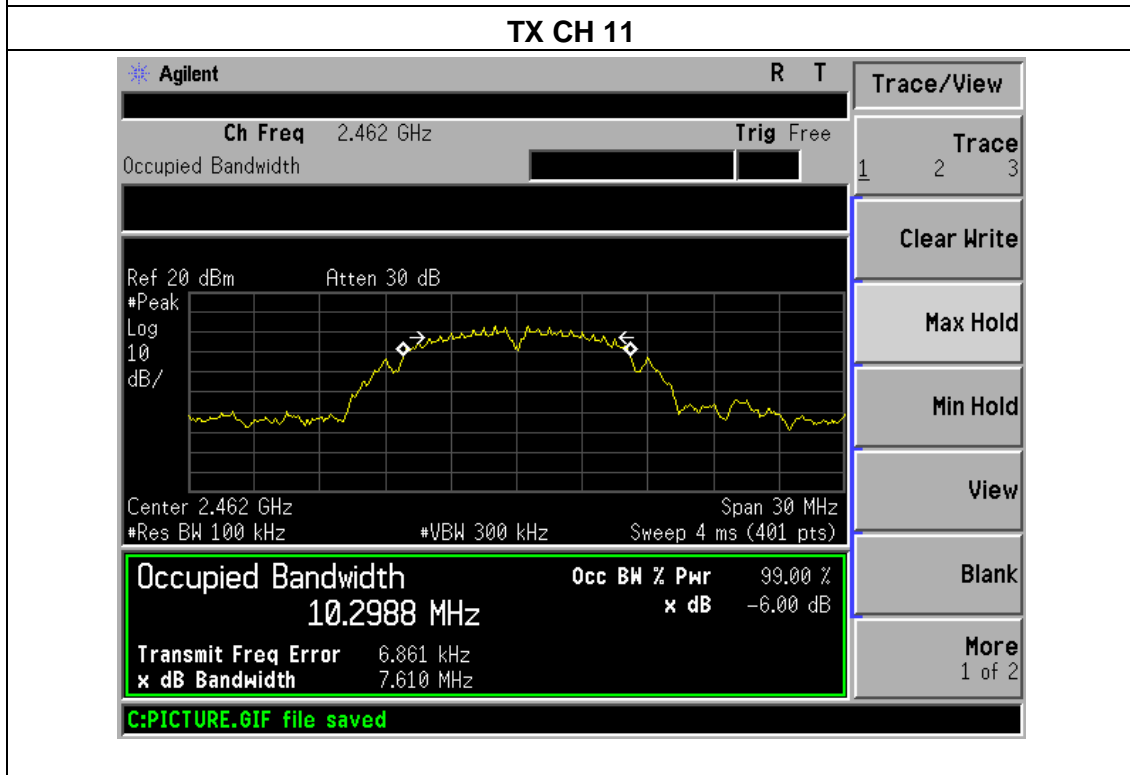 TX CH 11
Agilent R T
Trace/View
Ch Freq 2.462 GHz Trig Free
Occupied Bandwidth
Trace
1 2 3
Clear Write
Ref 20 dBm Atten 30 dB
#Peak
Log
10
dB/
Max Hold
Min Hold
View
Center 2.462 GHz Span 30 MHz
#Res BW 100 kHz #VBW 300 kHz Sweep 4 ms (401 pts)
Occupied Bandwidth
10.2988 MHz
Occ BW % Pwr 99.00 %
x dB -6.00 dB
Blank
Transmit Freq Error 6.861 kHz
x dB Bandwidth 7.610 MHz
More
1 of 2
C:PICTURE.GIF file saved